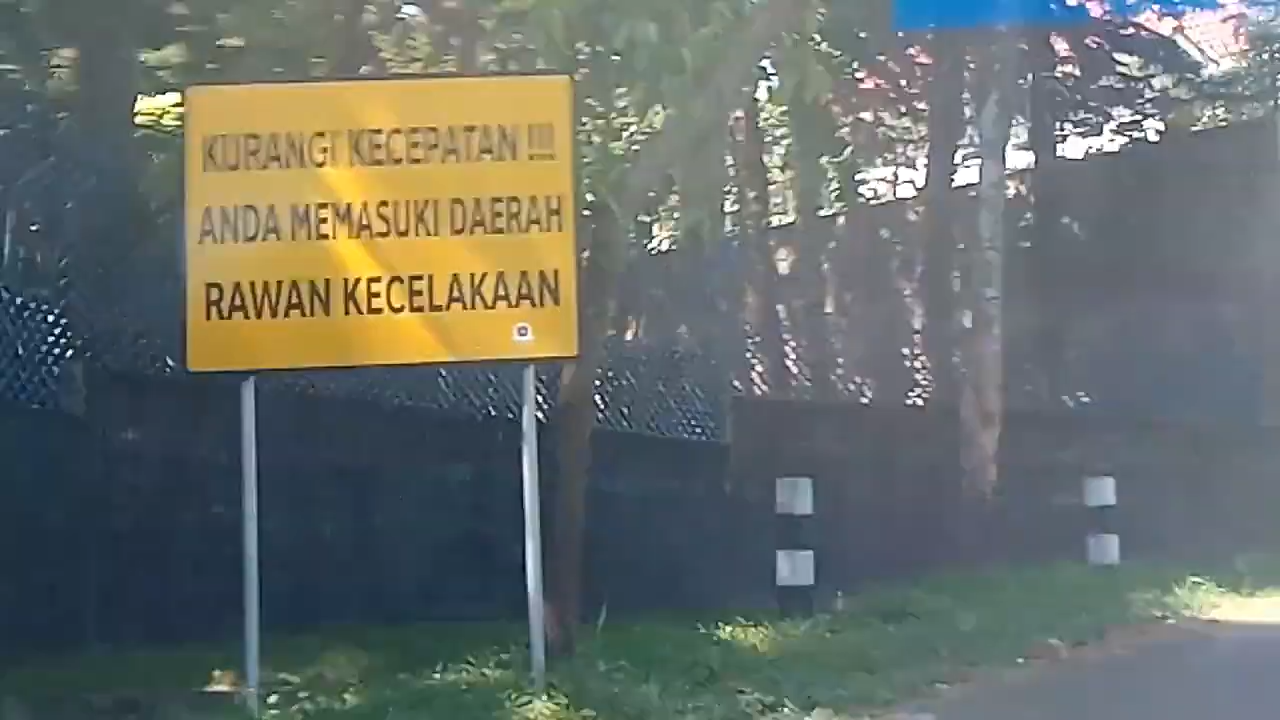 KURANGI KECEPATAN !!!
ANDA MEMASUKI DAERAH
RAWAN KECELAKAAN